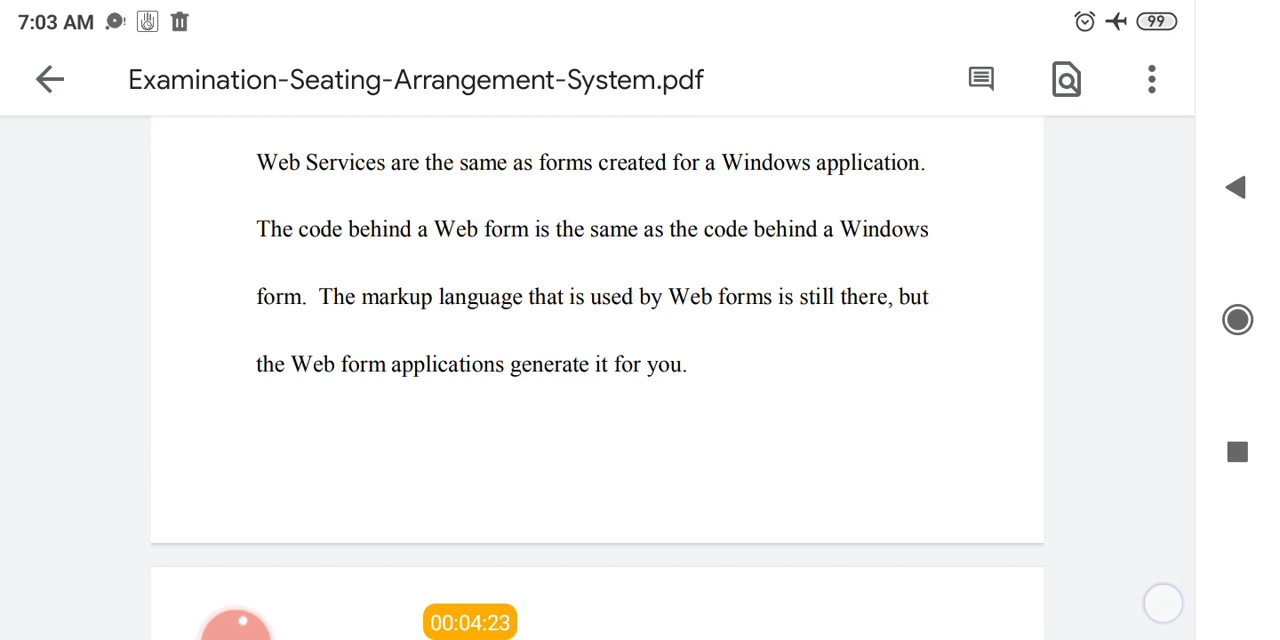 7:03 AM
99
Examination-Seating-Arrangement-System.pdf
Web Services are the same as forms created for a Windows application.
The code behind a Web form is the same as the code behind a Windows
form.  The markup language that is used by Web forms is still there, but
the Web form applications generate it for you.
00:04:23